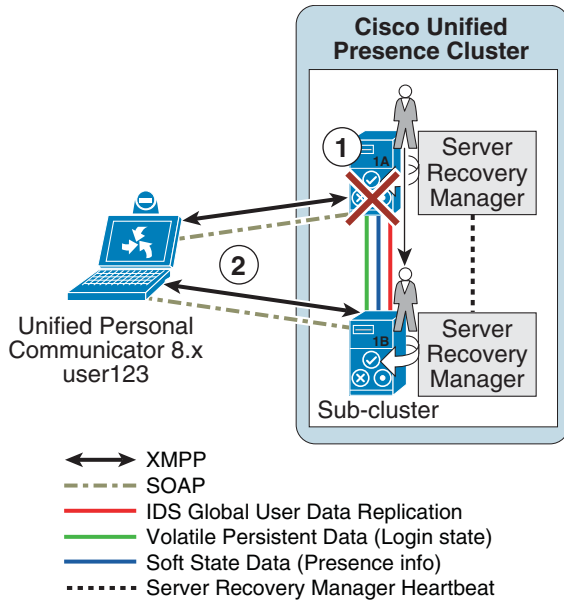 Cisco Unified
Presence Cluster
1
1A
Server
Recovery
Manager
2
Unified Personal
Communicator 8.x
user123
1B
Server
Recovery
Manager
Sub-cluster
XMPP
SOAP
IDS Global User Data Replication
Volatile Persistent Data (Login state)
Soft State Data (Presence info)
Server Recovery Manager Heartbeat